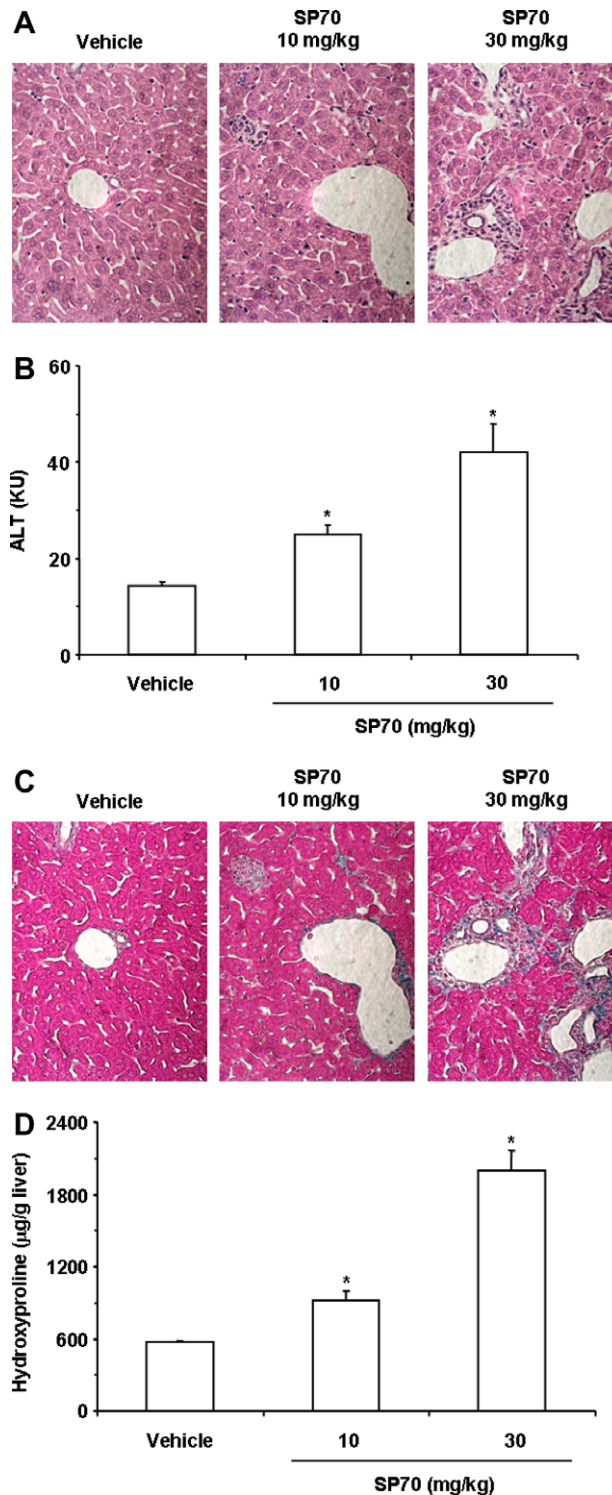 A
Vehicle
SP70
10 mg/kg
SP70
30 mg/kg
B
ALT (KU)
60
40
20
0
*
*
Vehicle
10
30
SP70 (mg/kg)
C
Vehicle
SP70
10 mg/kg
SP70
30 mg/kg
D
Hydroxyproline (µg/g liver)
2400
1800
1200
600
0
*
*
Vehicle
10
30
SP70 (mg/kg)